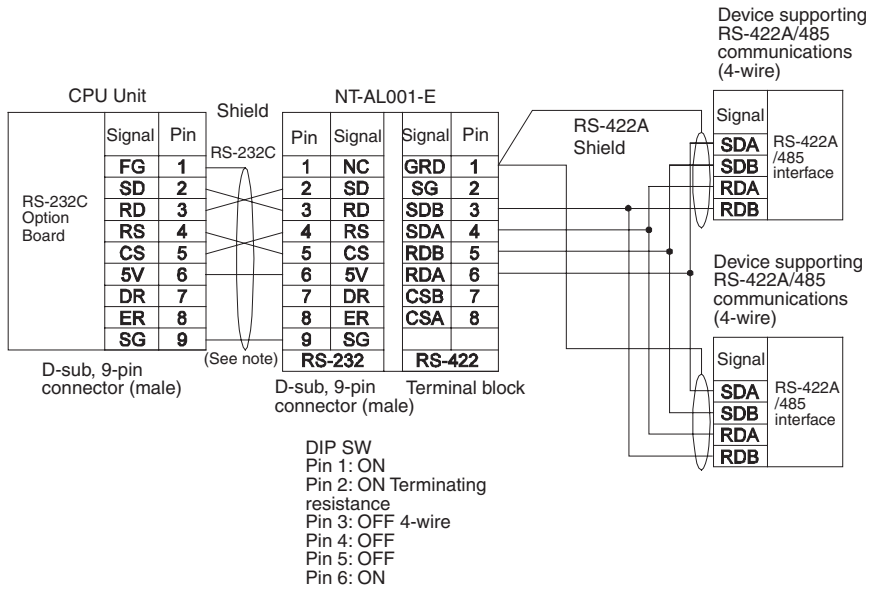 Device supporting
RS-422A/485
communications
(4-wire)
CPU Unit
Shield
NT-AL001-E
RS-422A
Shield
RS-232C
Signal Pin
FG 1
SD 2
RD 3
RS 4
CS 5
5V 6
DR 7
ER 8
SG 9
RS-232C
Option
Board
D-sub, 9-pin
connector (male)
(See note)
Pin Signal
1 NC
2 SD
3 RD
4 RS
5 CS
6 5V
7 DR
8 ER
9 SG
RS-232
Signal Pin
GRD 1
SG 2
SDB 3
SDA 4
RDB 5
RDA 6
CSB 7
CSA 8
RS-422
D-sub, 9-pin
connector (male)
Terminal block
Signal
SDA
SDB
RDA
RDB
RS-422A
/485
interface
Device supporting
RS-422A/485
communications
(4-wire)
Signal
SDA
SDB
RDA
RDB
RS-422A
/485
interface
DIP SW
Pin 1: ON
Pin 2: ON Terminating
resistance
Pin 3: OFF 4-wire
Pin 4: OFF
Pin 5: OFF
Pin 6: ON